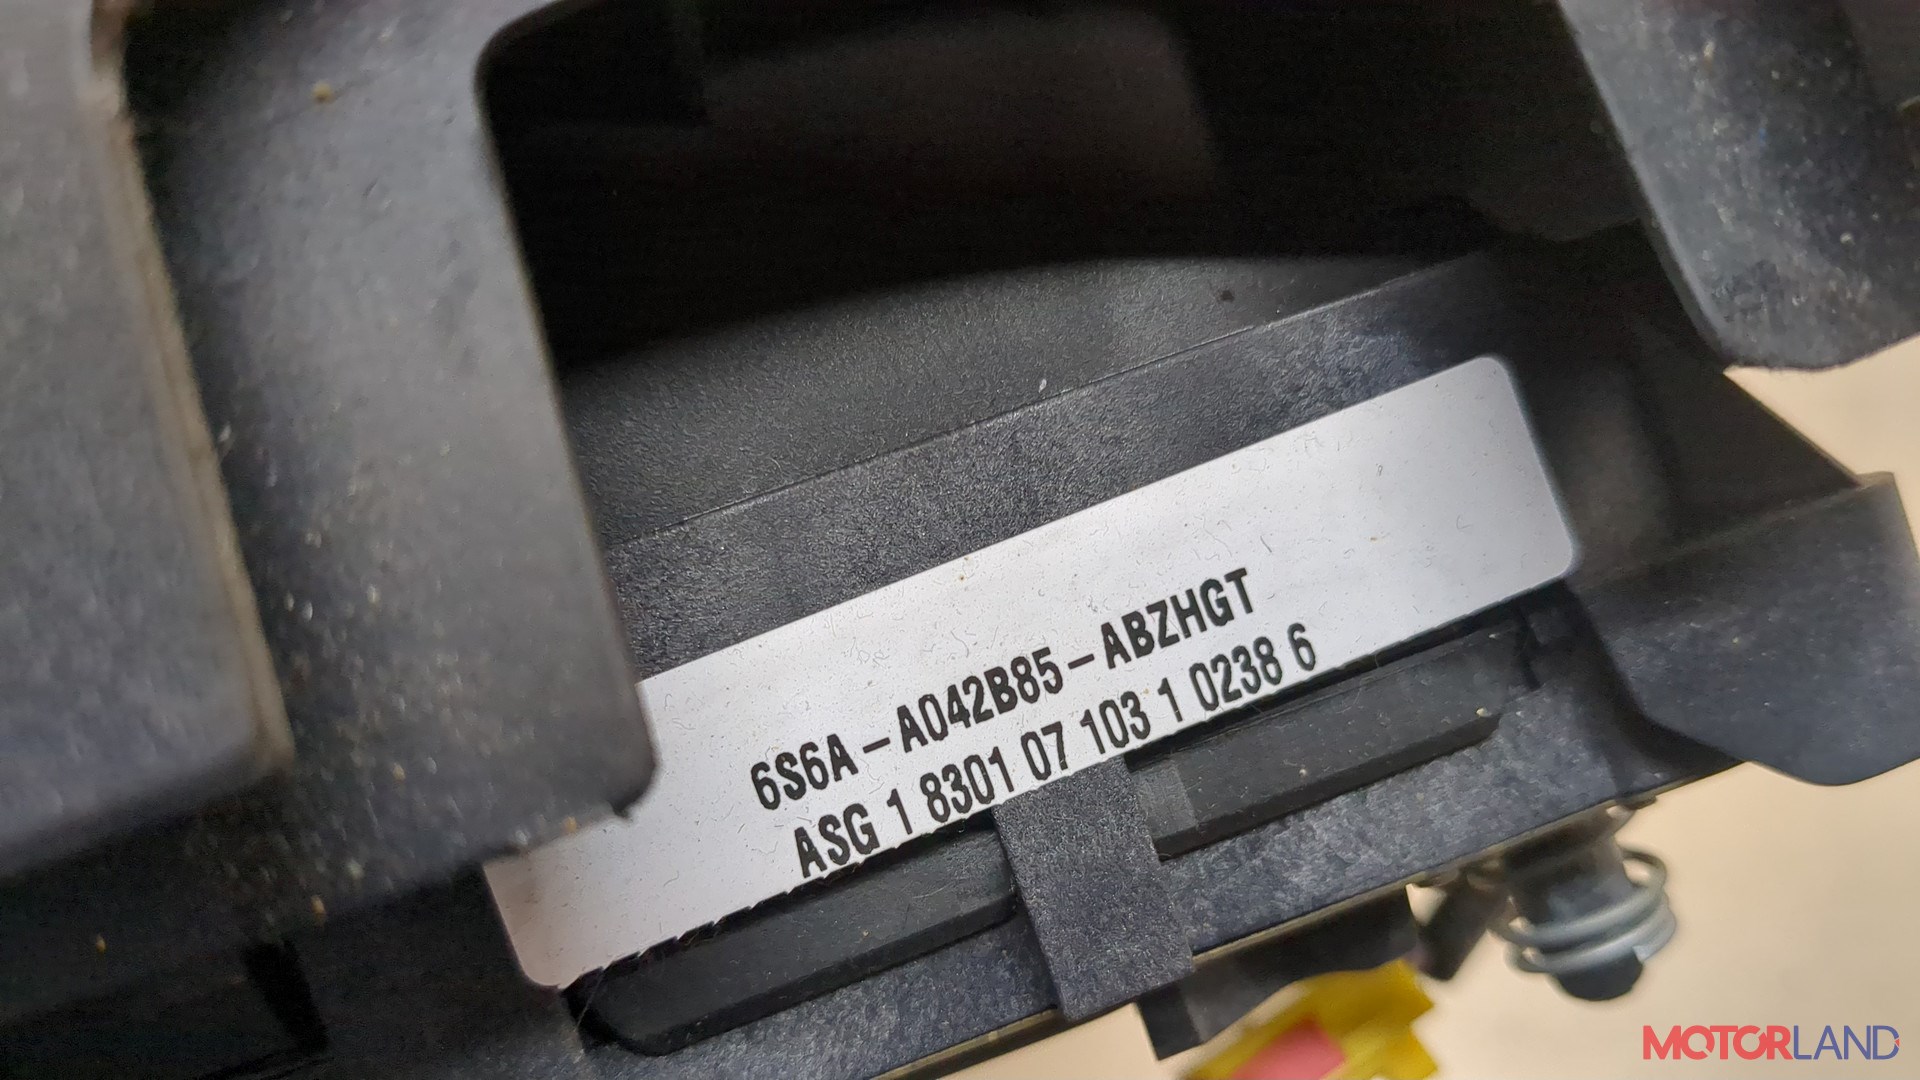 6S6A-A042B85-ABZHGT
ASG 1 8301 07 103 1 0238 6
MOTORLAND